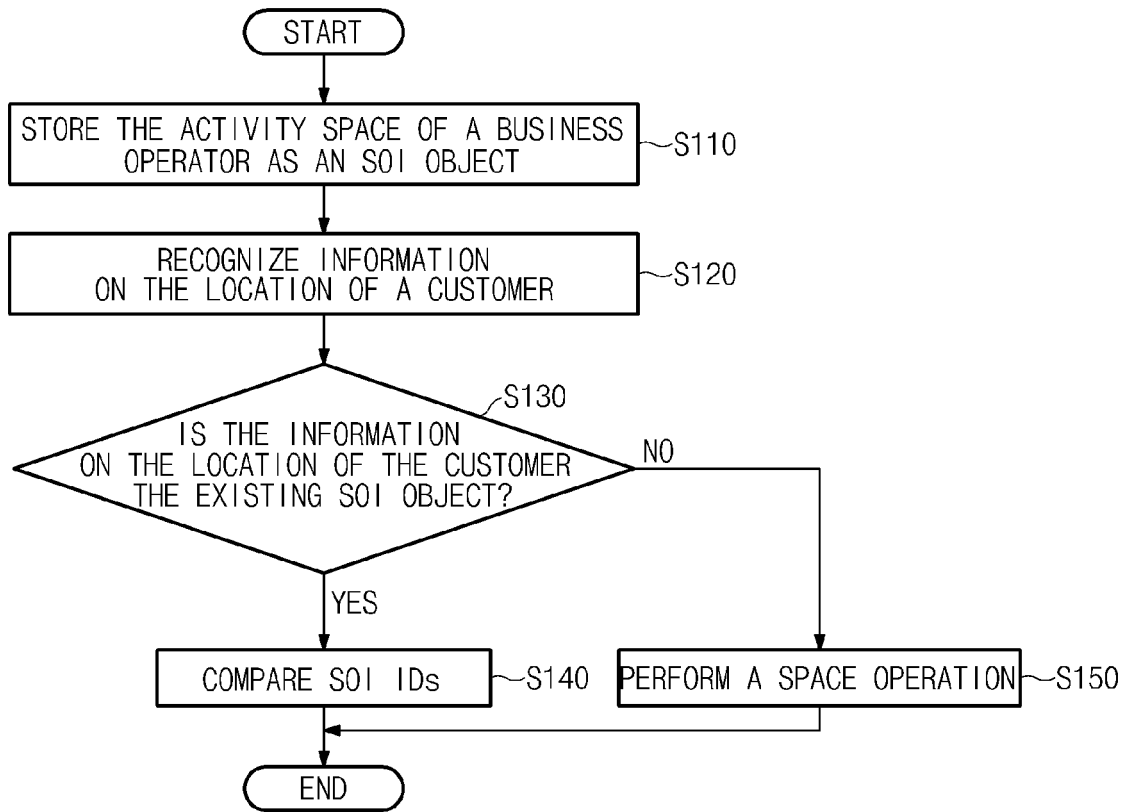 START
STORE THE ACTIVITY SPACE OF A BUSINESS
OPERATOR AS AN SOI OBJECT
S110
RECOGNIZE INFORMATION
ON THE LOCATION OF A CUSTOMER
S120
S130
IS THE INFORMATION
ON THE LOCATION OF THE CUSTOMER
THE EXISTING SOI OBJECT?
NO
YES
COMPARE SOI IDs
S140
PERFORM A SPACE OPERATION
S150
END